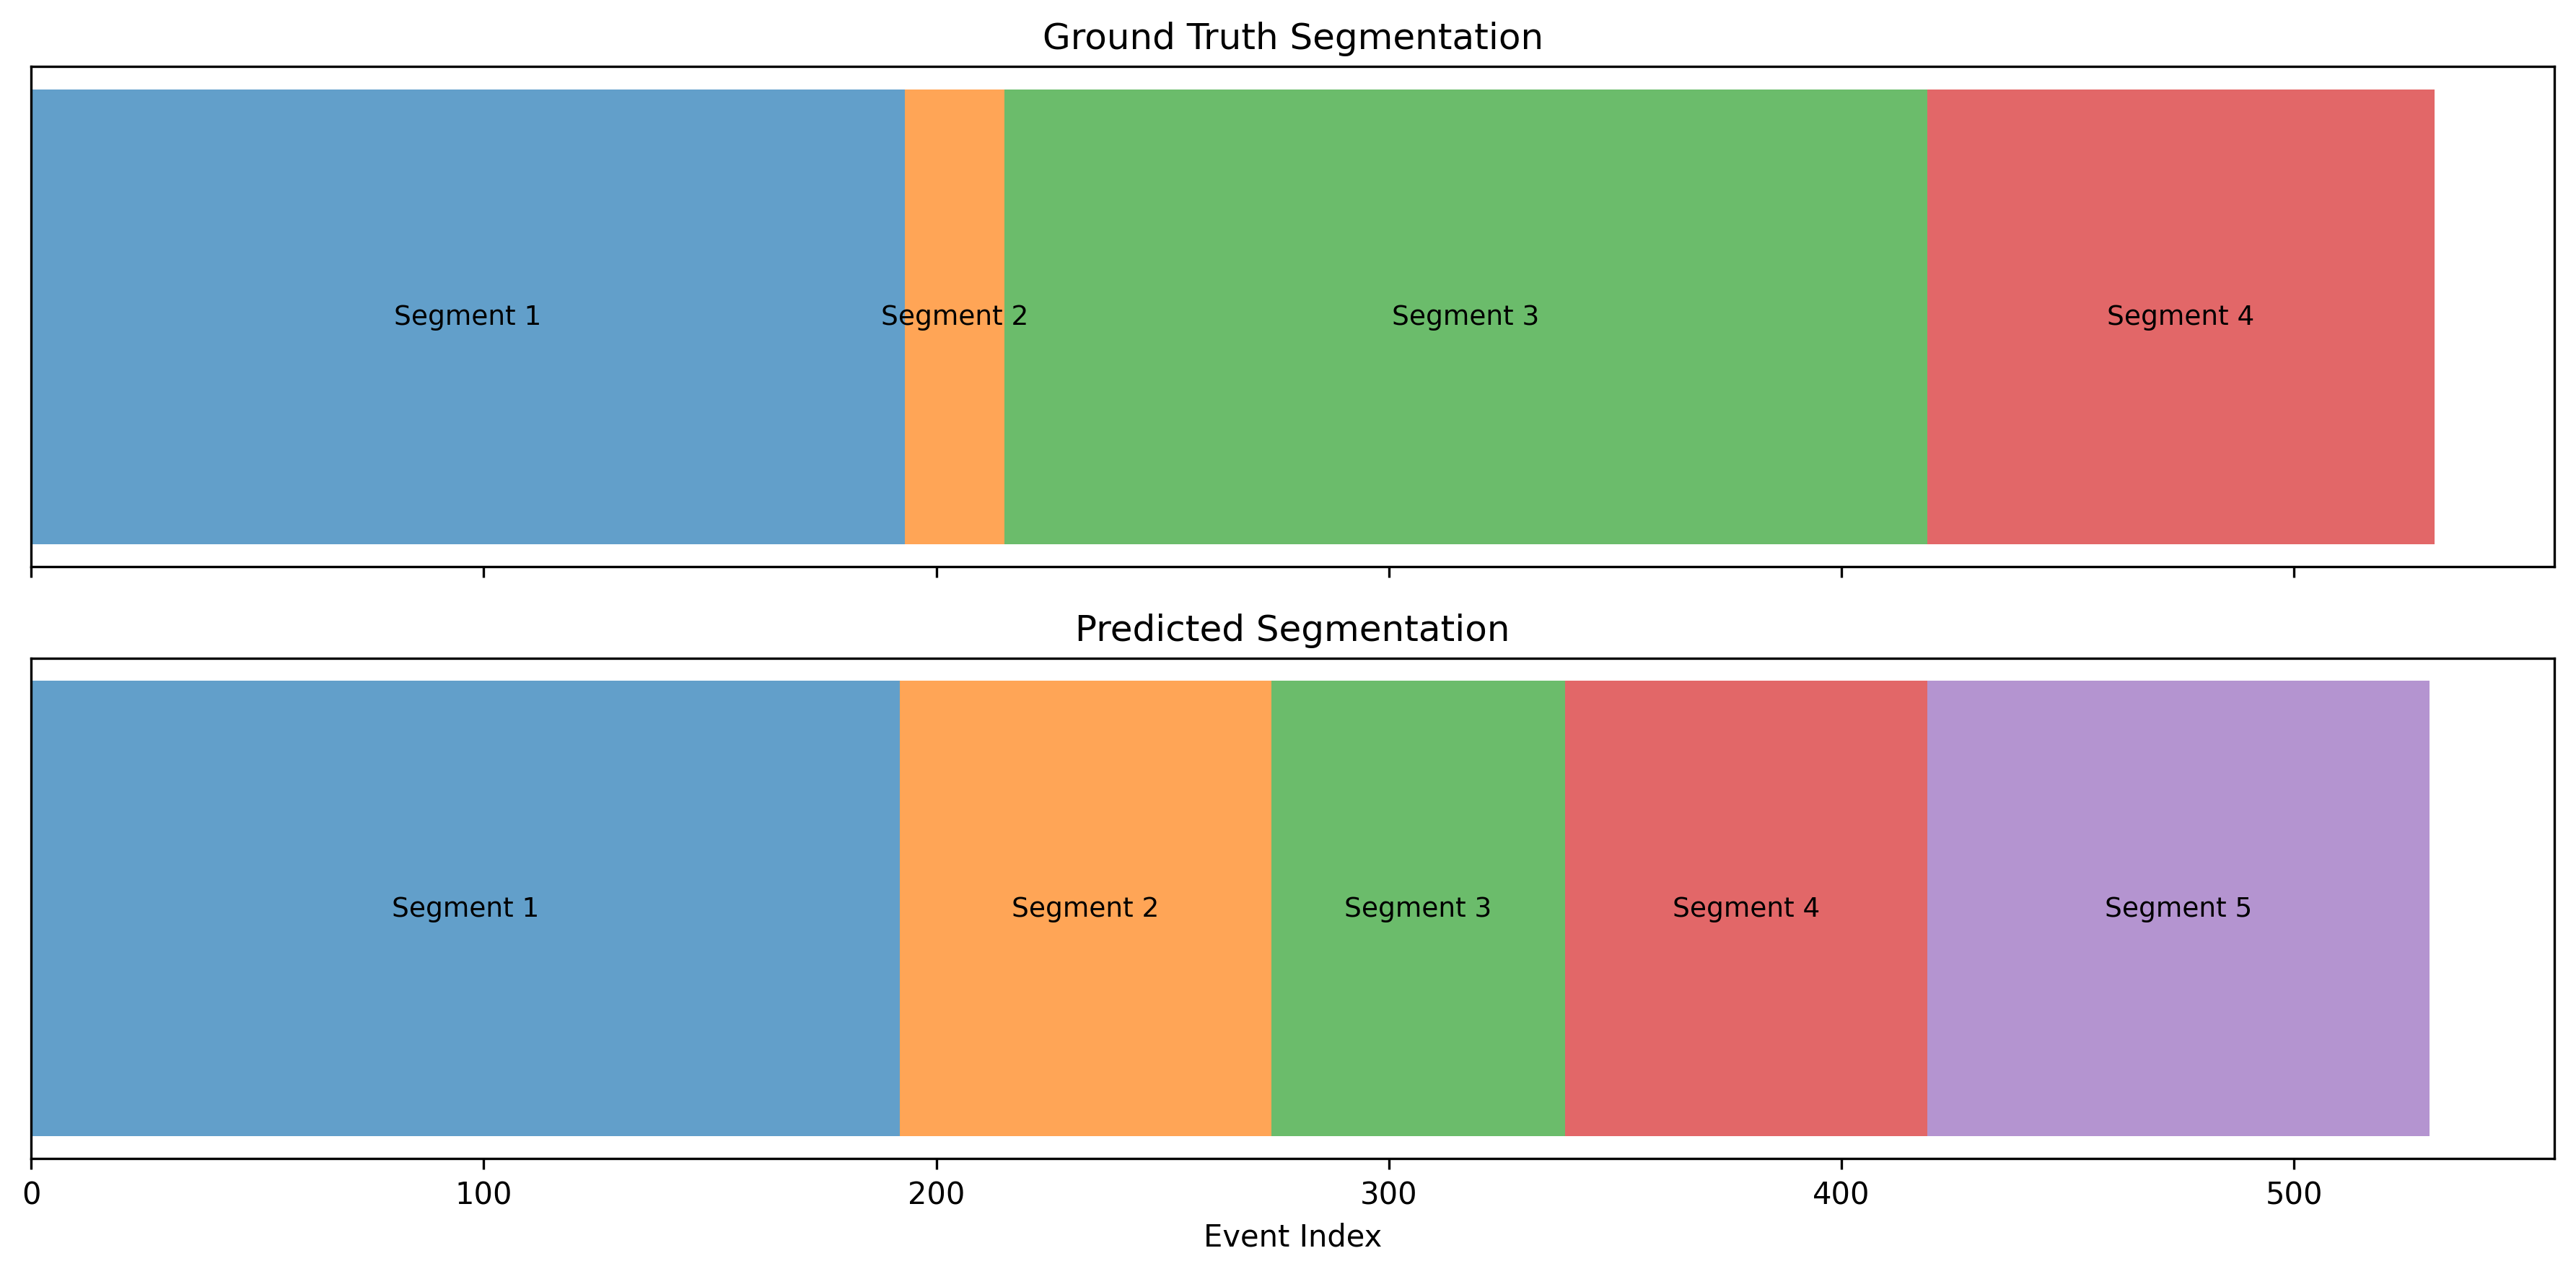 Ground Truth Segmentation
Segment 1 Segment 2 Segment 3 Segment 4
Predicted Segmentation
Segment 1 Segment 2 Segment 3 Segment 4 Segment 5
0 100 200 300 400 500
Event Index